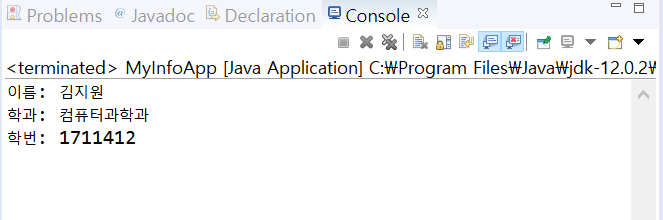 Problems @ Javadoc Declaration Console
<terminated> MyInfoApp [Java Application] C:₩Program Files₩Java₩jdk-12.0.2₩
이름: 김지원
학과: 컴퓨터과학과
학번: 1711412